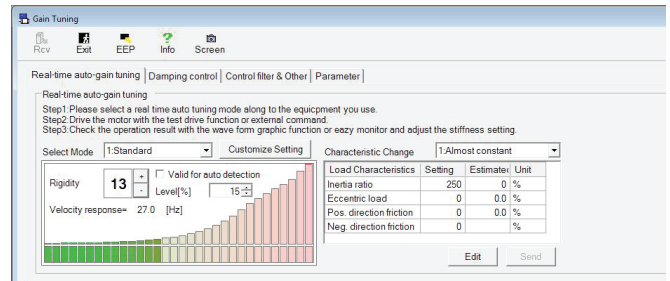 Gain Tuning
Rcv Exit EEP Info Screen
Real-time auto-gain tuning Damping control Control filter & Other Parameter
Real-time auto-gain tuning
Step1:Please select a real time auto tuning mode along to the equicpment you use.
Step2:Drive the motor with the test drive function or external command.
Step3:Check the operation result with the wave form graphic function or eazy monitor and adjust the stiffness setting.
Select Mode 1:Standard Customize Setting Characteristic Change 1:Almost constant
Rigidity 13 + - Valid for auto detection
Level[%] 15
Velocity response= 27.0 [Hz]
Load Characteristics Setting Estimatec Unit
Inertia ratio 250 0 %
Eccentric load 0 0.0 %
Pos. direction friction 0 0.0 %
Neg. direction friction 0 %
Edit Send